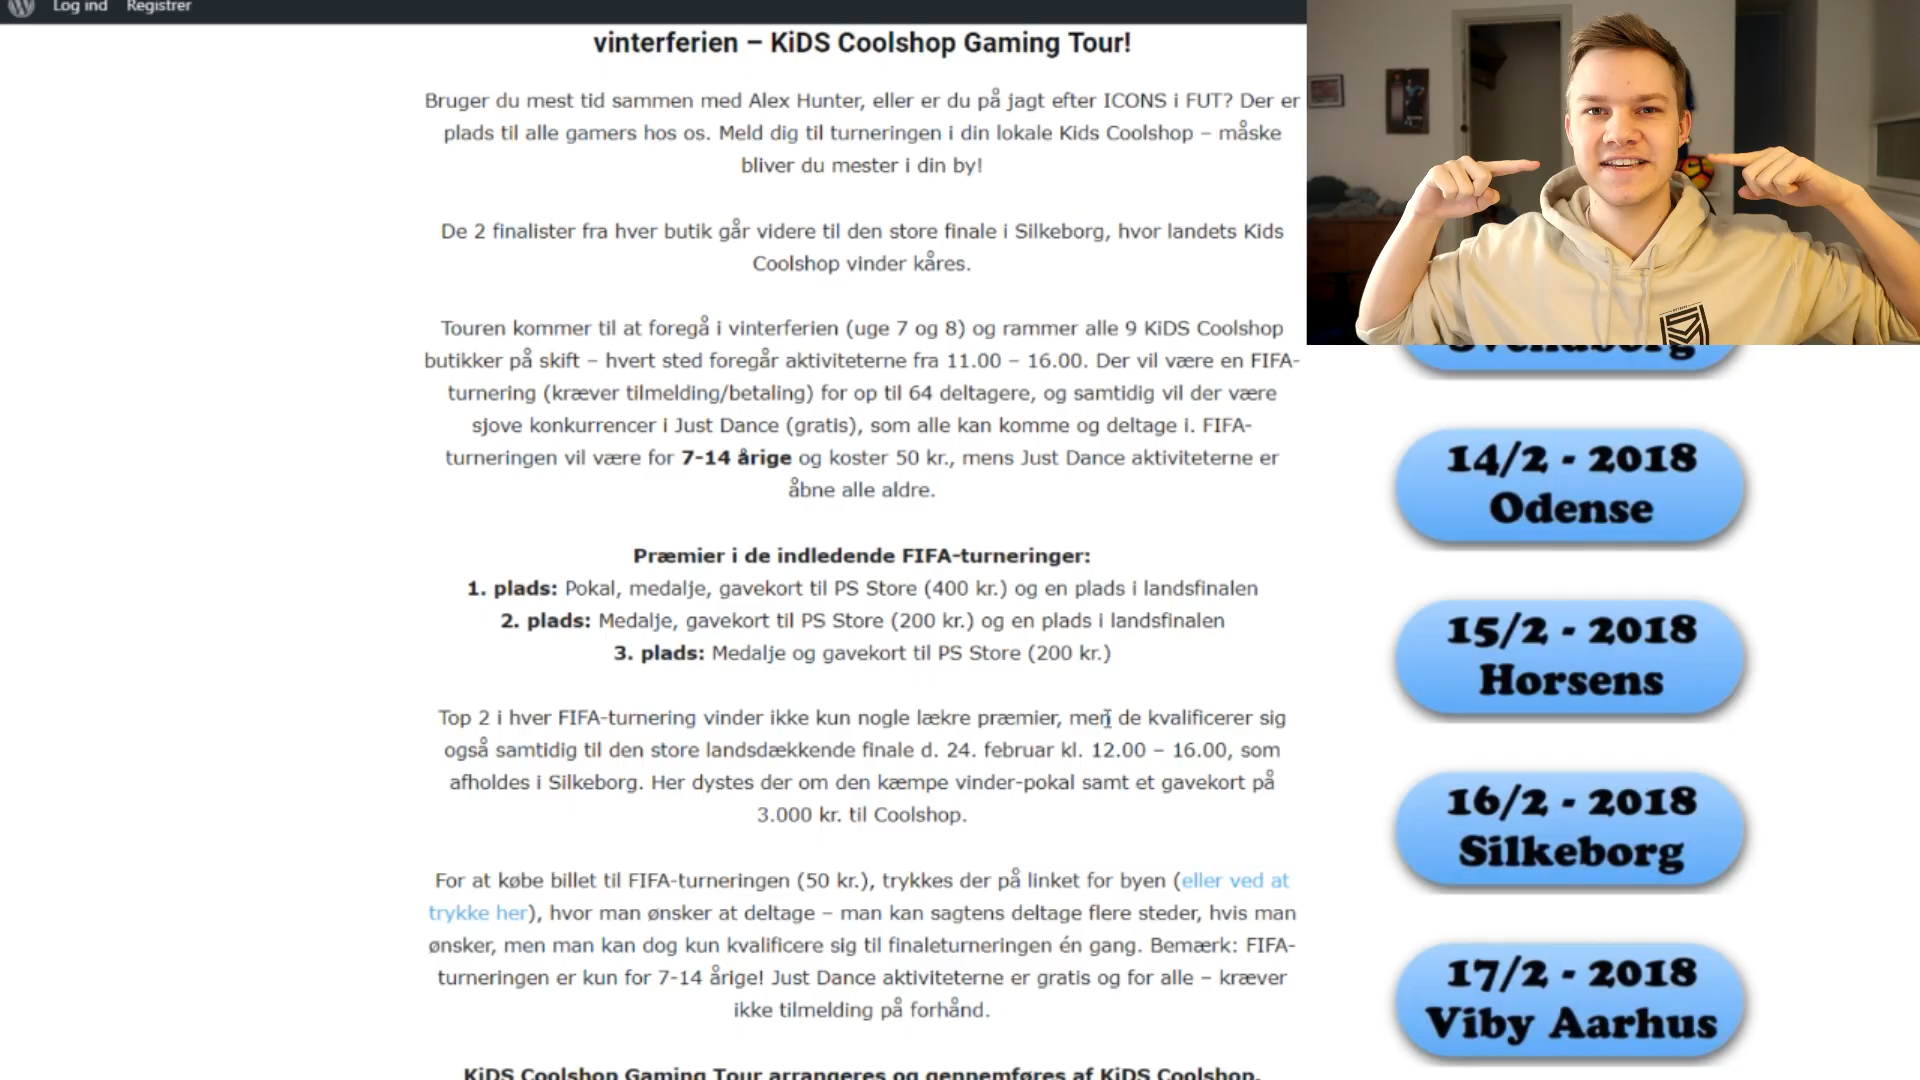 Log ind Registrer
vinterferien – KiDS Coolshop Gaming Tour!
Bruger du mest tid sammen med Alex Hunter, eller er du på jagt efter ICONS i FUT? Der er
plads til alle gamers hos os. Meld dig til turneringen i din lokale Kids Coolshop – måske
bliver du mester i din by!
De 2 finalister fra hver butik går videre til den store finale i Silkeborg, hvor landets Kids
Coolshop vinder kåres.
Touren kommer til at foregå i vinterferien (uge 7 og 8) og rammer alle 9 KiDS Coolshop
butikker på skift – hvert sted foregår aktiviteterne fra 11.00 – 16.00. Der vil være en FIFA-
turnering (kræver tilmelding/betaling) for op til 64 deltagere, og samtidig vil der være
sjove konkurrencer i Just Dance (gratis), som alle kan komme og deltage i. FIFA-
turneringen vil være for 7-14 årige og koster 50 kr., mens Just Dance aktiviteterne er
åbne alle aldre.
Præmier i de indledende FIFA-turneringer:
1. plads: Pokal, medalje, gavekort til PS Store (400 kr.) og en plads i landsfinalen
2. plads: Medalje, gavekort til PS Store (200 kr.) og en plads i landsfinalen
3. plads: Medalje og gavekort til PS Store (200 kr.)
Top 2 i hver FIFA-turnering vinder ikke kun nogle lækre præmier, men de kvalificerer sig
også samtidig til den store landsdækkende finale d. 24. februar kl. 12.00 – 16.00, som
afholdes i Silkeborg. Her dystes der om den kæmpe vinder-pokal samt et gavekort på
3.000 kr. til Coolshop.
For at købe billet til FIFA-turneringen (50 kr.), trykkes der på linket for byen (eller ved at
trykke her), hvor man ønsker at deltage – man kan sagtens deltage flere steder, hvis man
ønsker, men man kan dog kun kvalificere sig til finaleturneringen én gang. Bemærk: FIFA-
turneringen er kun for 7-14 årige! Just Dance aktiviteterne er gratis og for alle – kræver
ikke tilmelding på forhånd.
KiDS Coolshop Gaming Tour arrangeres og gennemføres af KiDS Coolshop,
Svendborg
14/2 - 2018
Odense
15/2 - 2018
Horsens
16/2 - 2018
Silkeborg
17/2 - 2018
Viby Aarhus